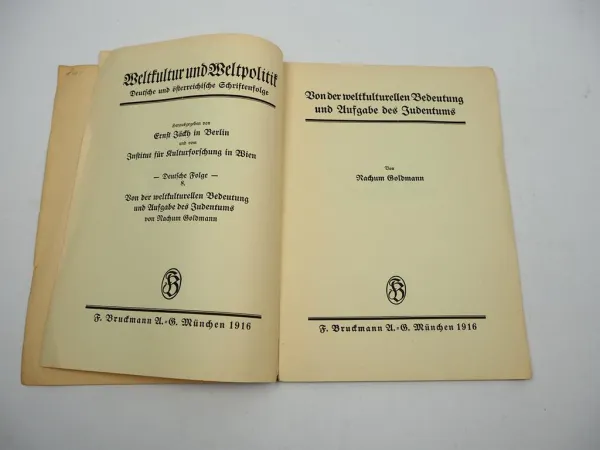 Weltkultur und Weltpolitik
Deutsche und österreichische Schriftenfolge
herausgegeben von
Ernst Jäckh in Berlin
und vom
Institut für Kulturforschung in Wien
— Deutsche Folge —
8.
Von der weltkulturellen Bedeutung
und Aufgabe des Judentums
von Nachum Goldmann
F. Bruckmann A.-G. München 1916
Von der weltkulturellen Bedeutung
und Aufgabe des Judentums
Von
Nachum Goldmann
F. Bruckmann A.-G. München 1916